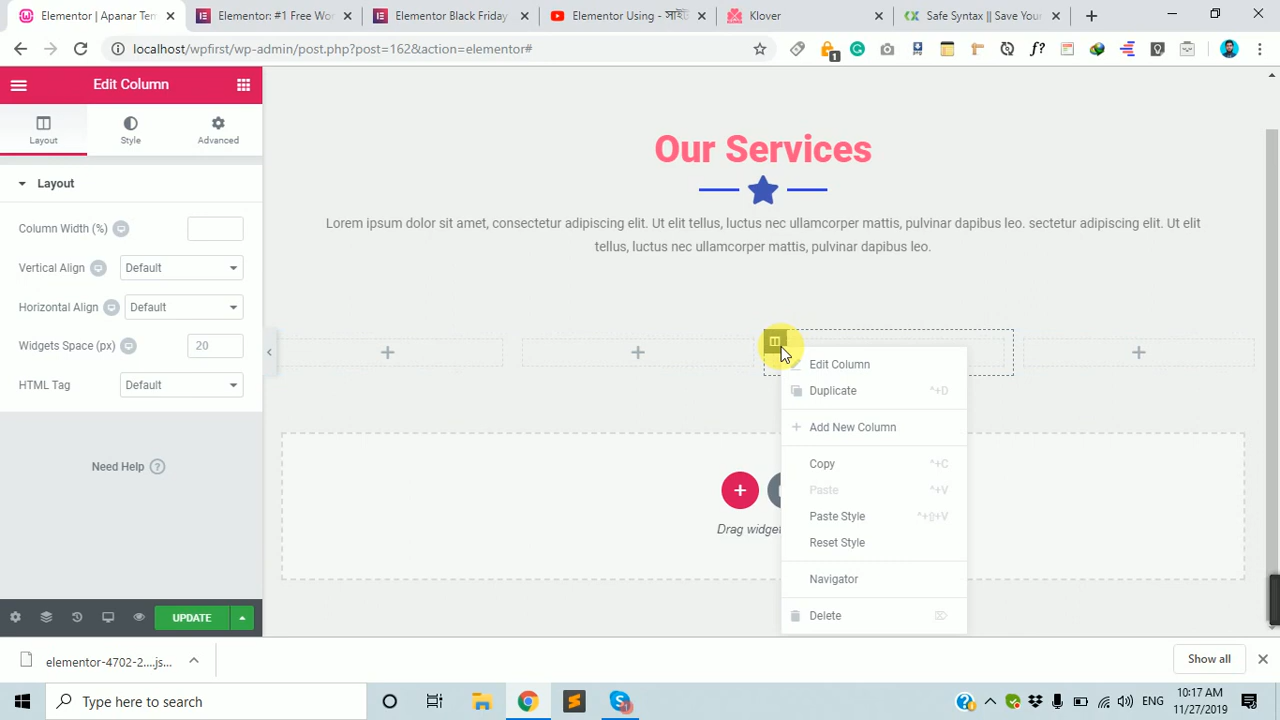 Elementor | Apanar Tem
Elementor: #1 Free Wor
Elementor Black Friday
Elementor Using -
Klover
Safe Syntax || Save Your
localhost/wpfirst/wp-admin/post.php?post=162&action=elementor#
1
Edit Column
Layout
Style
Advanced
Layout
Column Width (%)
Vertical Align
Default
Horizontal Align
Default
Widgets Space (px)
20
HTML Tag
Default
Need Help
UPDATE
Our Services
Lorem ipsum dolor sit amet, consectetur adipiscing elit. Ut elit tellus, luctus nec ullamcorper mattis, pulvinar dapibus leo. sectetur adipiscing elit. Ut elit
tellus, luctus nec ullamcorper mattis, pulvinar dapibus leo.
Edit Column
Duplicate ^+D
Add New Column
Copy ^+C
Paste ^+V
Paste Style ^+⇧+V
Reset Style
Navigator
Delete
Drag widget
elementor-4702-2....js...
Show all
Type here to search
ENG
10:17 AM
11/27/2019